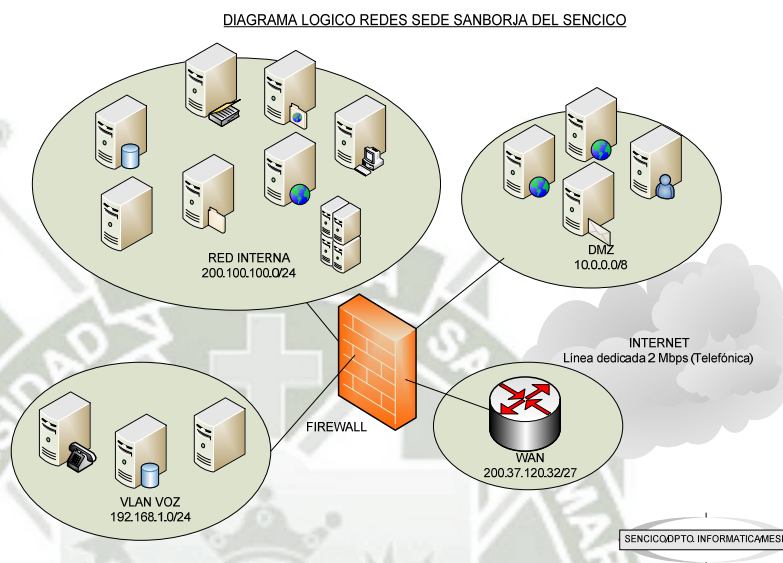 DIAGRAMA LOGICO REDES SEDE SANBORJA DEL SENCICO
RED INTERNA
200.100.100.0/24
DMZ
10.0.0.0/8
INTERNET
Línea dedicada 2 Mbps (Telefónica)
FIREWALL
WAN
200.37.120.32/27
VLAN VOZ
192.168.1.0/24
SENCICO/DPTO. INFORMATICA/MESI